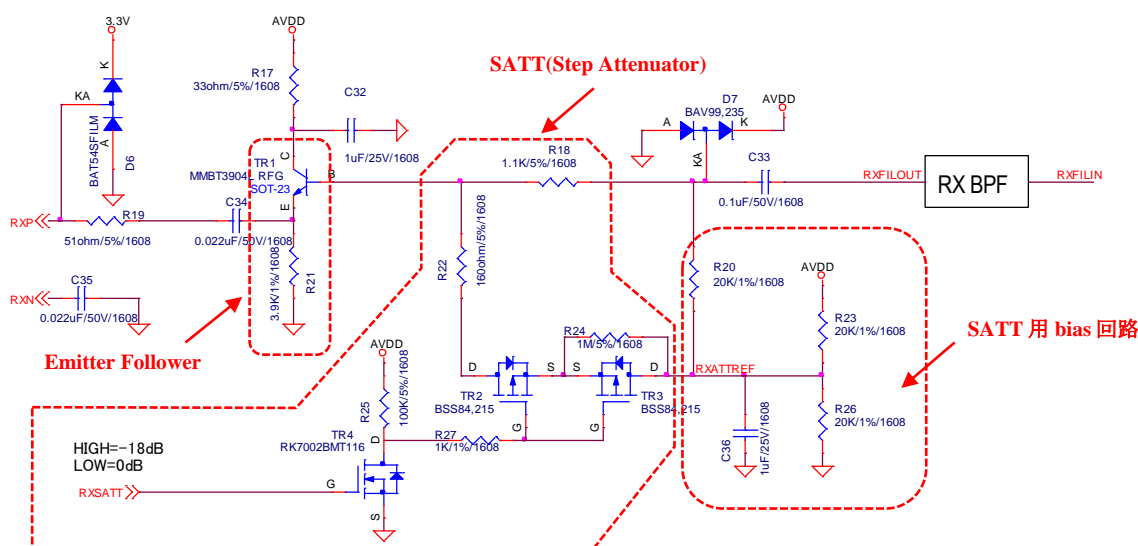 3.3V
K
KA
A
BAT54SFILM
D6
AVDD
R17
33ohm/5%/1608
C32
1uF/25V/1608
SATT(Step Attenuator)
D7
BAV99,235
AVDD
A
K
KA
R18
1.1K/5%/1608
C33
0.1uF/50V/1608
RXFILOUT
RX BPF
RXFILIN
C
TR1
MMBT3904L RFG
SOT-23
B
E
RXP
R19
51ohm/5%/1608
C34
0.022uF/50V/1608
R21
3.9K/1%/1608
RXN
C35
0.022uF/50V/1608
Emitter Follower
R22
160ohm/5%/1608
R20
20K/1%/1608
AVDD
R23
20K/1%/1608
SATT 用 bias 回路
R24
1M/5%/1608
D
S
S
D
RXATTREF
TR2
BSS84,215
TR3
BSS84,215
G
G
R26
20K/1%/1608
C36
1uF/25V/1608
AVDD
R25
100K/5%/1608
TR4
RK7002BMT116
D
R27
1K/1%/1608
HIGH=-18dB
LOW=0dB
RXSATT
G
S